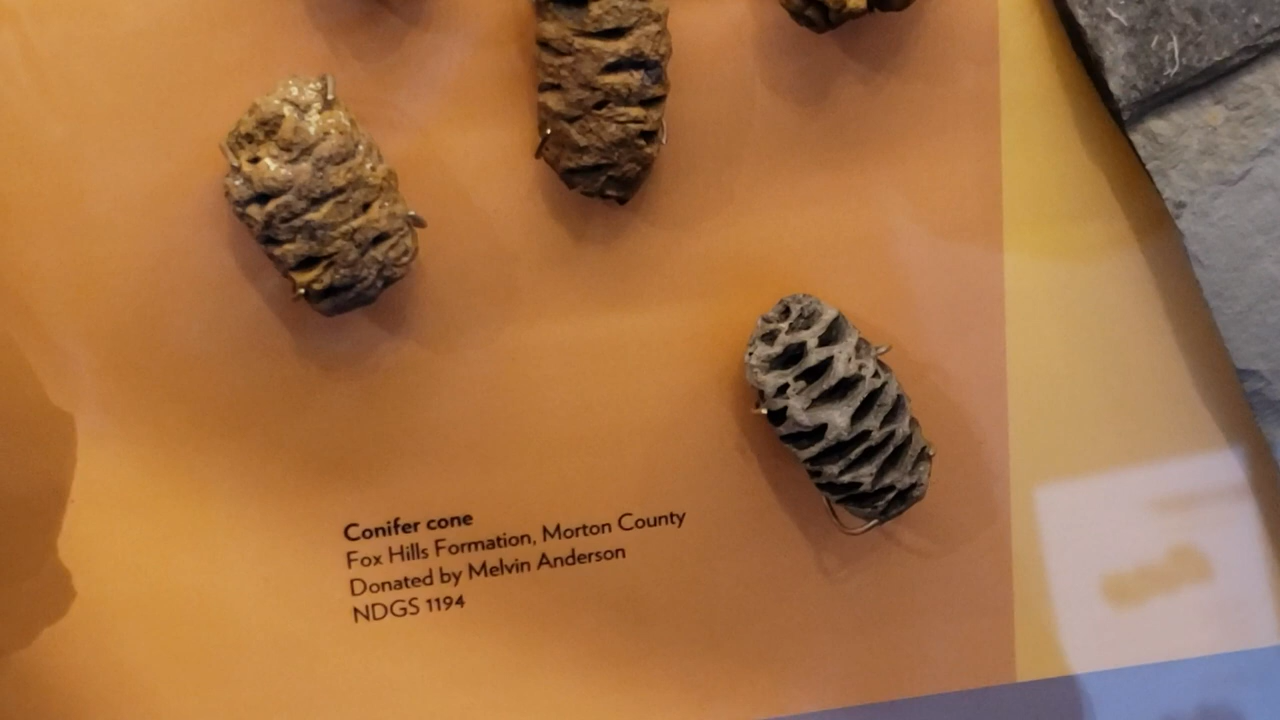 Conifer cone
Fox Hills Formation, Morton County
Donated by Melvin Anderson
NDGS 1194